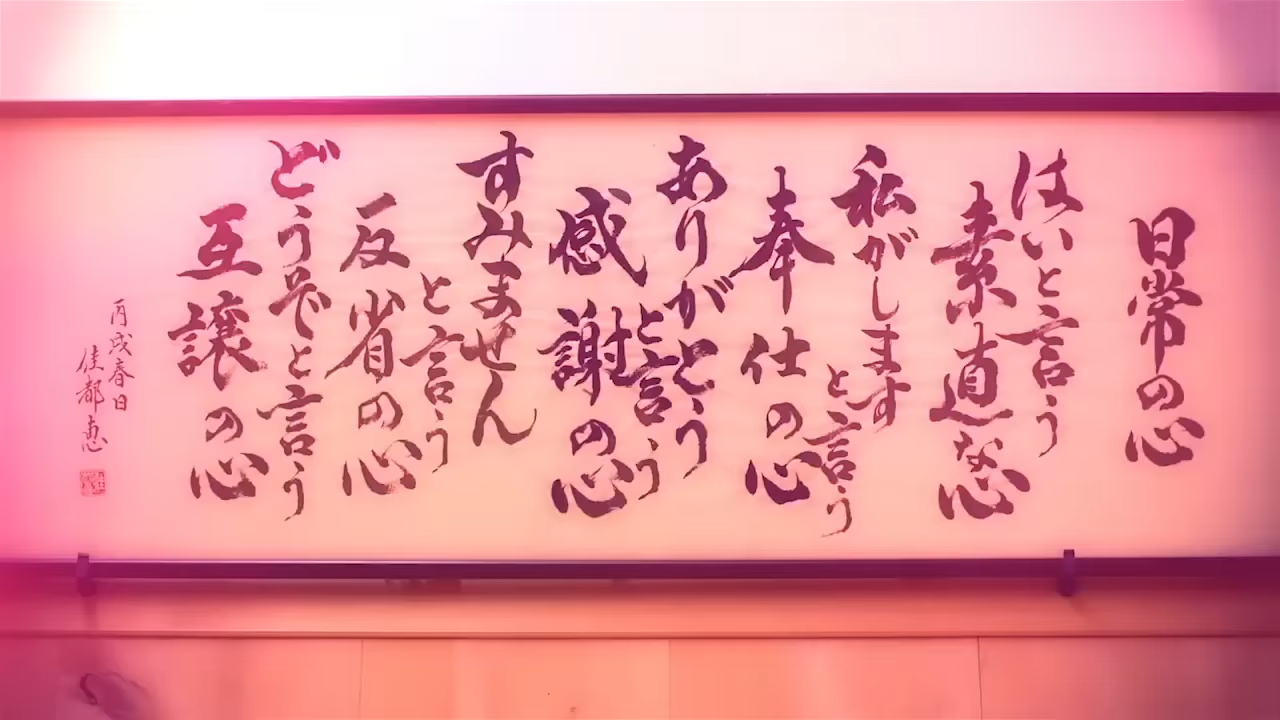 日常の心
はいと言う
素直な心
私がします
と言う
奉仕の心
ありがとう
と言う
感謝の心
すみません
と言う
反省の心
どうぞと言う
互譲の心
丙戌春日
佳都恵